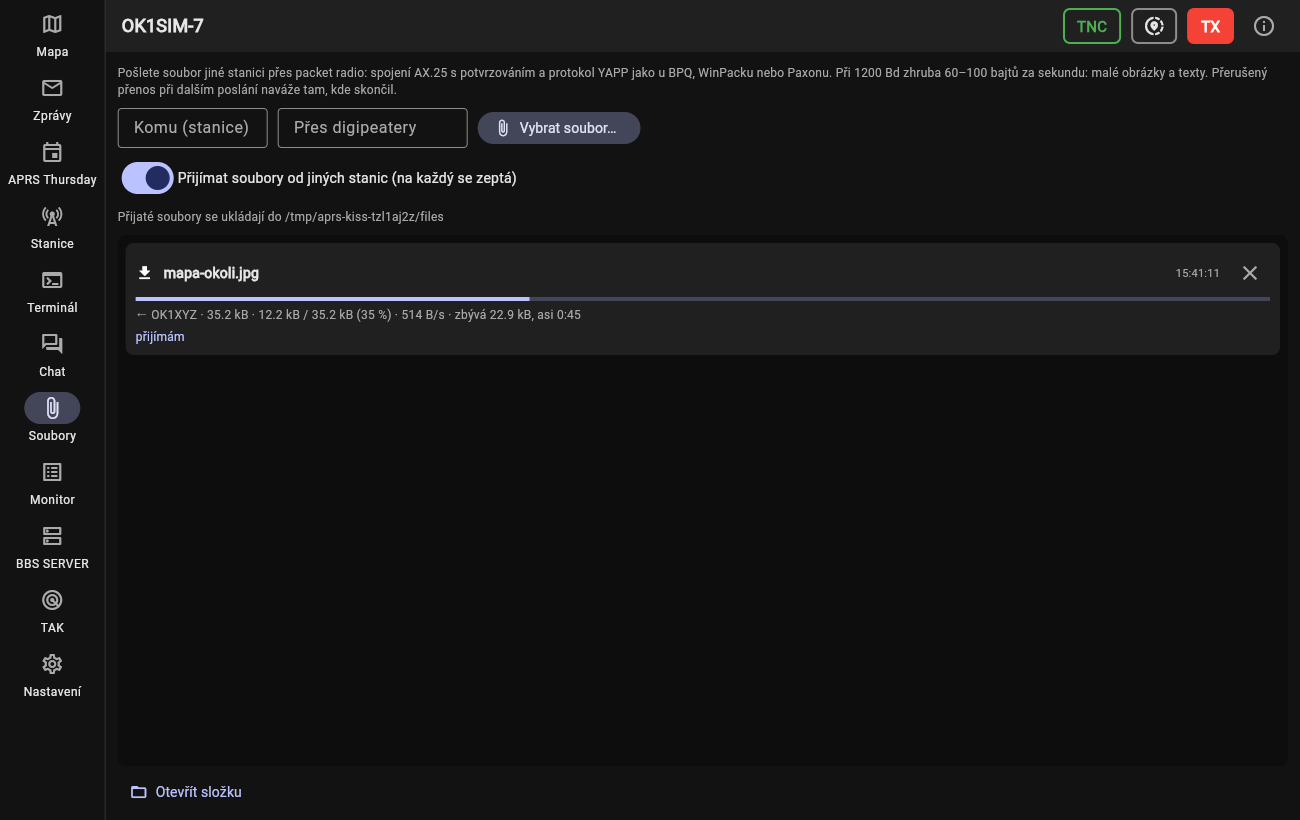 OK1SIM-7
TNC
TX
Mapa
Zprávy
APRS Thursday
Stanice
Terminál
Chat
Soubory
Monitor
BBS SERVER
TAK
Nastavení
Pošlete soubor jiné stanici přes packet radio: spojení AX.25 s potvrzováním a protokol YAPP jako u BPQ, WinPacku nebo Paxonu. Při 1200 Bd zhruba 60–100 bajtů za sekundu: malé obrázky a texty. Přerušený
přenos při dalším poslání naváže tam, kde skončil.
Komu (stanice)
Přes digipeatery
Vybrat soubor...
Přijímat soubory od jiných stanic (na každý se zeptá)
Přijaté soubory se ukládají do /tmp/aprs-kiss-tzl1aj2z/files
mapa-okoli.jpg
15:41:11
← OK1XYZ · 35.2 kB · 12.2 kB / 35.2 kB (35 %) · 514 B/s · zbývá 22.9 kB, asi 0:45
přijímám
Otevřít složku